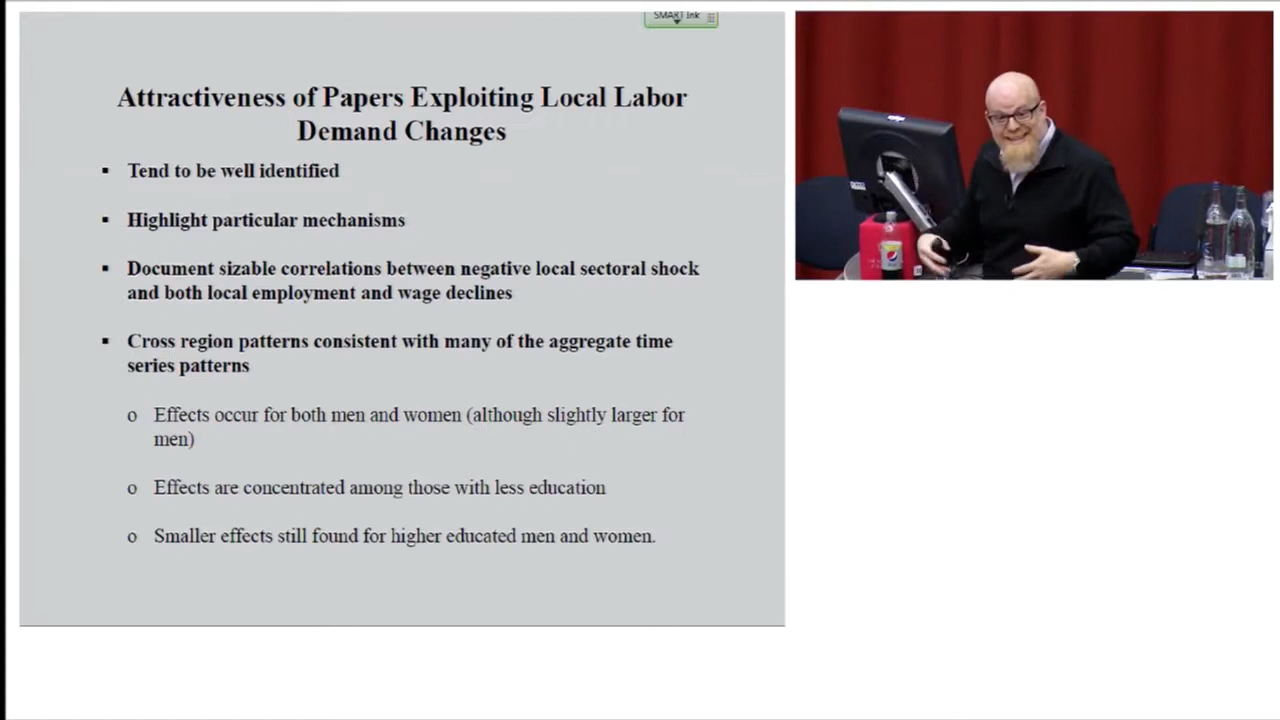 SMART Ink
Attractiveness of Papers Exploiting Local Labor
Demand Changes
▪ Tend to be well identified
▪ Highlight particular mechanisms
▪ Document sizable correlations between negative local sectoral shock
and both local employment and wage declines
▪ Cross region patterns consistent with many of the aggregate time
series patterns
o Effects occur for both men and women (although slightly larger for
men)
o Effects are concentrated among those with less education
o Smaller effects still found for higher educated men and women.